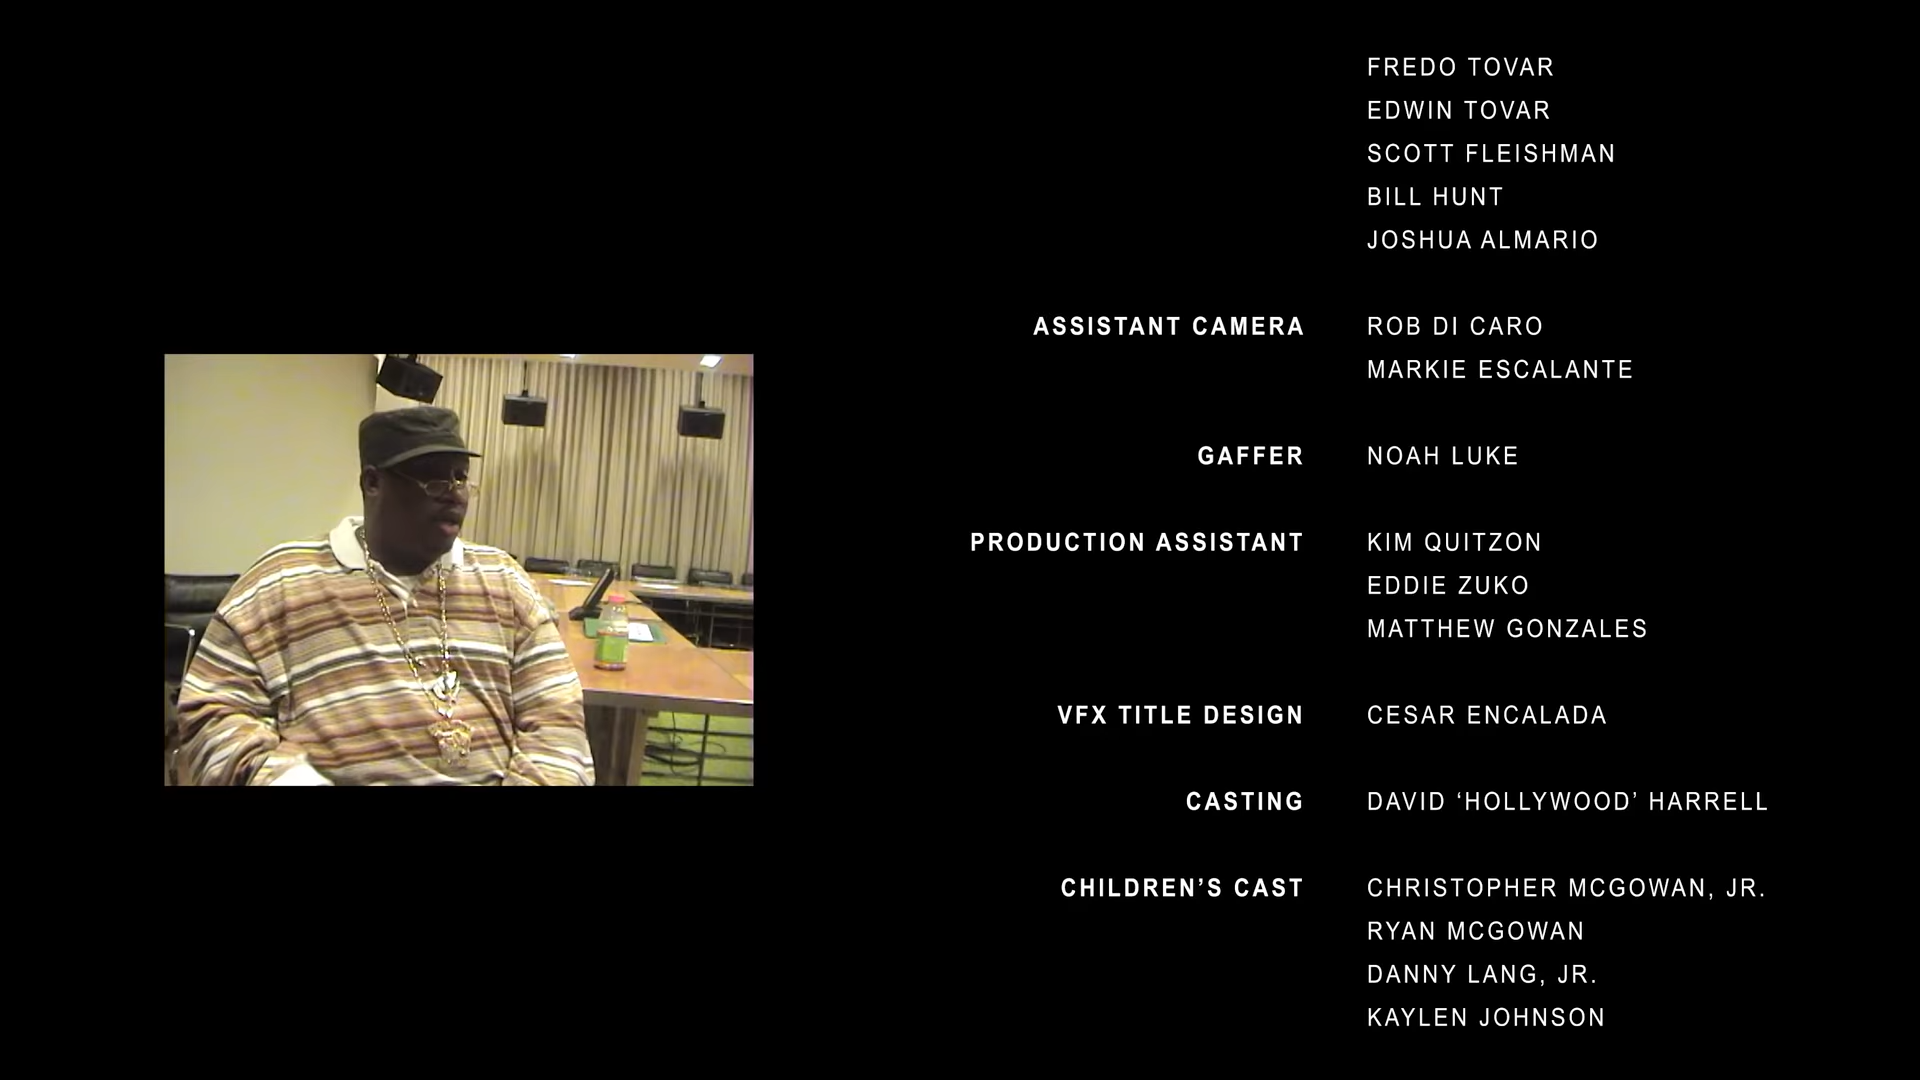 FREDO TOVAR
EDWIN TOVAR
SCOTT FLEISHMAN
BILL HUNT
JOSHUA ALMARIO
ASSISTANT CAMERA ROB DI CARO
MARKIE ESCALANTE
GAFFER NOAH LUKE
PRODUCTION ASSISTANT KIM QUITZON
EDDIE ZUKO
MATTHEW GONZALES
VFX TITLE DESIGN CESAR ENCALADA
CASTING DAVID ‘HOLLYWOOD’ HARRELL
CHILDREN’S CAST CHRISTOPHER MCGOWAN, JR.
RYAN MCGOWAN
DANNY LANG, JR.
KAYLEN JOHNSON